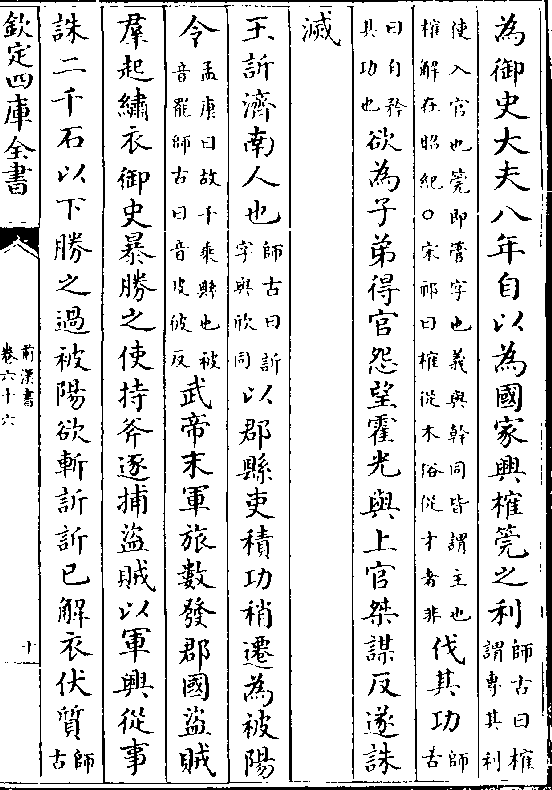 為御史大夫八年自以為國家興榷筦之利師古曰榷謂專其利
使入官也筦即管字也義與幹同皆謂主也榷解在昭紀○宋祁曰榷從木俗從才者非伐其功師古
曰自矜其功也欲為子弟得官怨望霍光與上官桀謀反遂誅
滅
王訢濟南人也師古曰訢字與欣同以郡縣吏積功稍遷為被陽
令孟康曰故千乘縣也被音罷師古曰音皮彼反武帝末軍旅數發郡國盜賊
羣起繡衣御史暴勝之使持斧逐捕盜賊以軍興從事
誅二千石以下勝之過被陽欲斬訢訢已解衣伏質師古
欽定四庫全書
前漢書
卷六十六
十